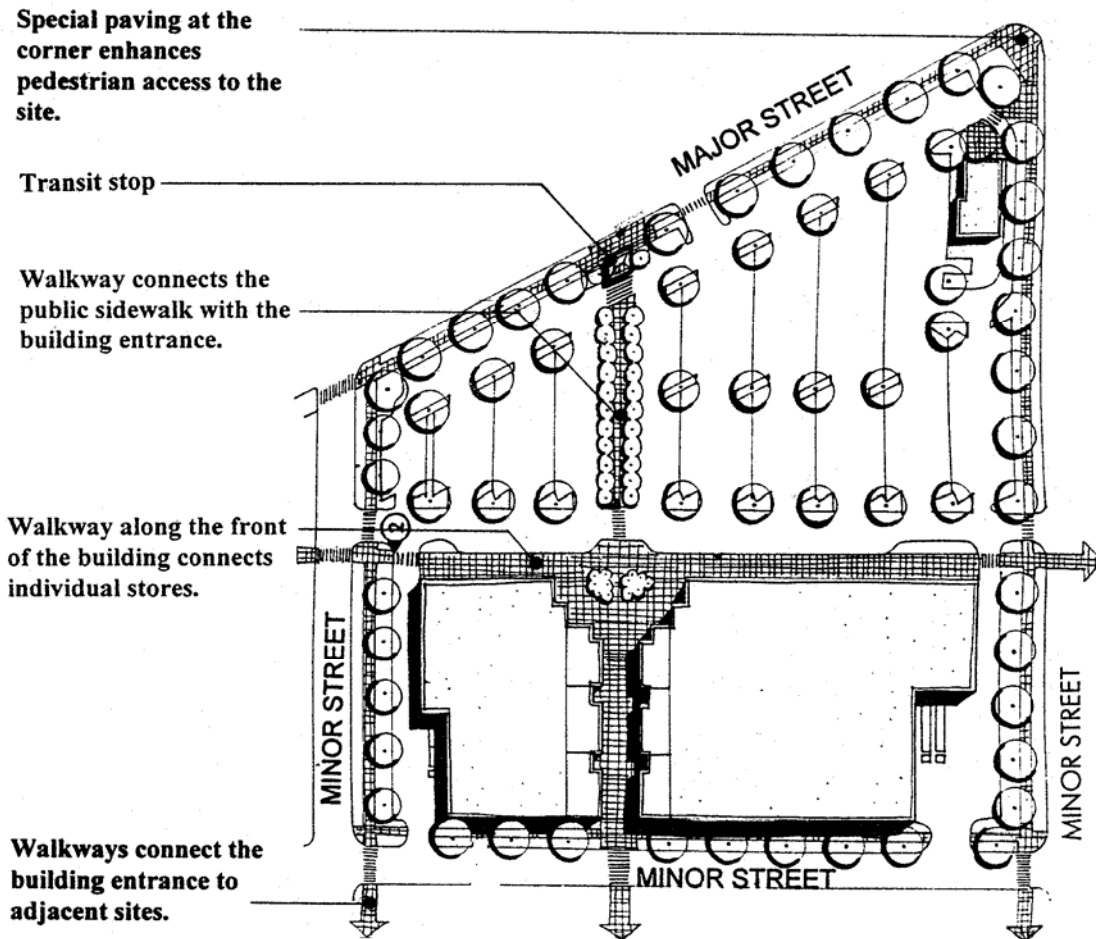 Special paving at the
corner enhances
pedestrian access to the
site.
MAJOR STREET
Transit stop
Walkway connects the
public sidewalk with the
building entrance.
Walkway along the front
of the building connects
individual stores.
2
MINOR STREET
MINOR STREET
Walkways connect the
building entrance to
adjacent sites.
MINOR STREET